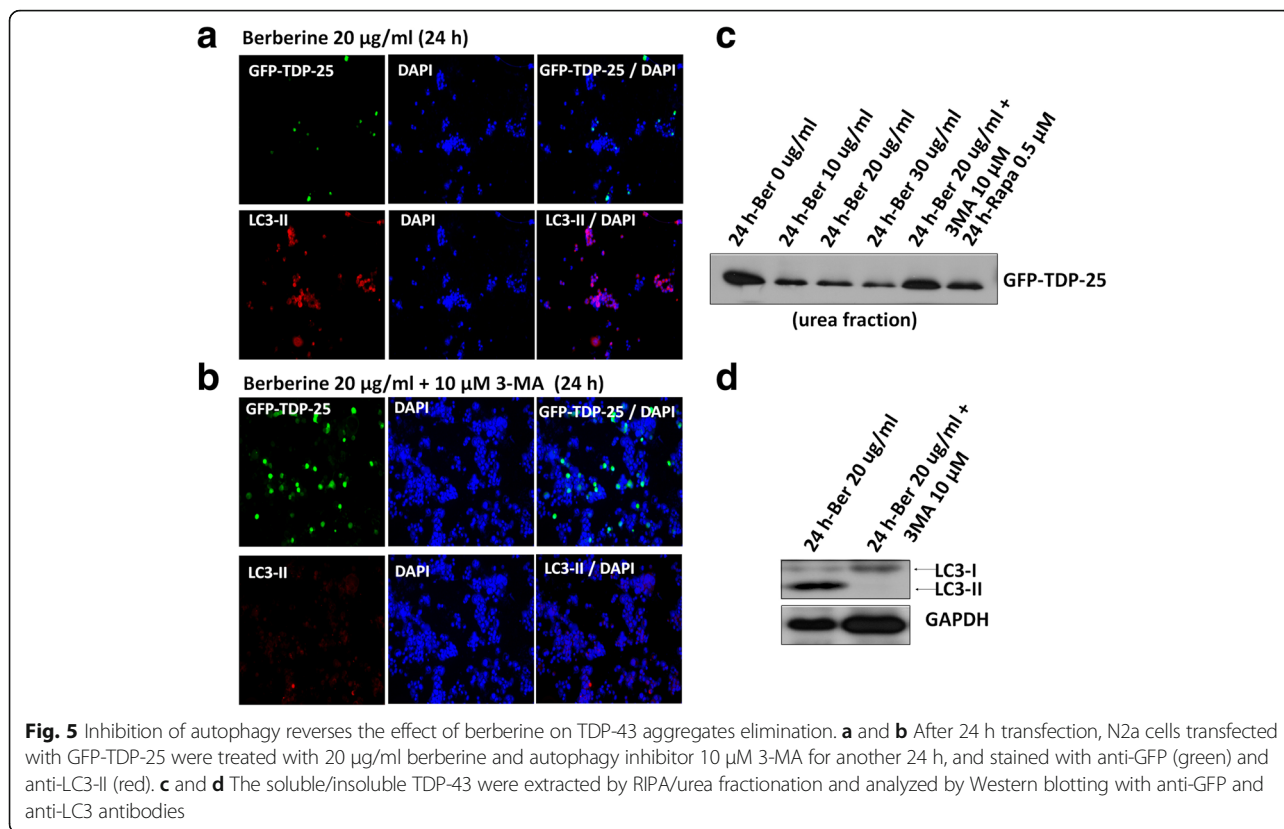 a
Berberine 20 µg/ml (24 h)
GFP-TDP-25
DAPI
GFP-TDP-25 / DAPI
LC3-II
DAPI
LC3-II / DAPI
b
Berberine 20 µg/ml + 10 µM 3-MA (24 h)
GFP-TDP-25
DAPI
GFP-TDP-25 / DAPI
LC3-II
DAPI
LC3-II / DAPI
c
24 h-Ber 0 ug/ml
24 h-Ber 10 ug/ml
24 h-Ber 20 ug/ml
24 h-Ber 30 ug/ml
24 h-Ber 20 ug/ml +
3MA 10 µM
24 h-Rapa 0.5 µM
GFP-TDP-25
(urea fraction)
d
24 h-Ber 20 ug/ml
24 h-Ber 20 ug/ml +
3MA 10 µM
LC3-I
LC3-II
GAPDH
Fig. 5 Inhibition of autophagy reverses the effect of berberine on TDP-43 aggregates elimination. a and b After 24 h transfection, N2a cells transfected
with GFP-TDP-25 were treated with 20 µg/ml berberine and autophagy inhibitor 10 µM 3-MA for another 24 h, and stained with anti-GFP (green) and
anti-LC3-II (red). c and d The soluble/insoluble TDP-43 were extracted by RIPA/urea fractionation and analyzed by Western blotting with anti-GFP and
anti-LC3 antibodies